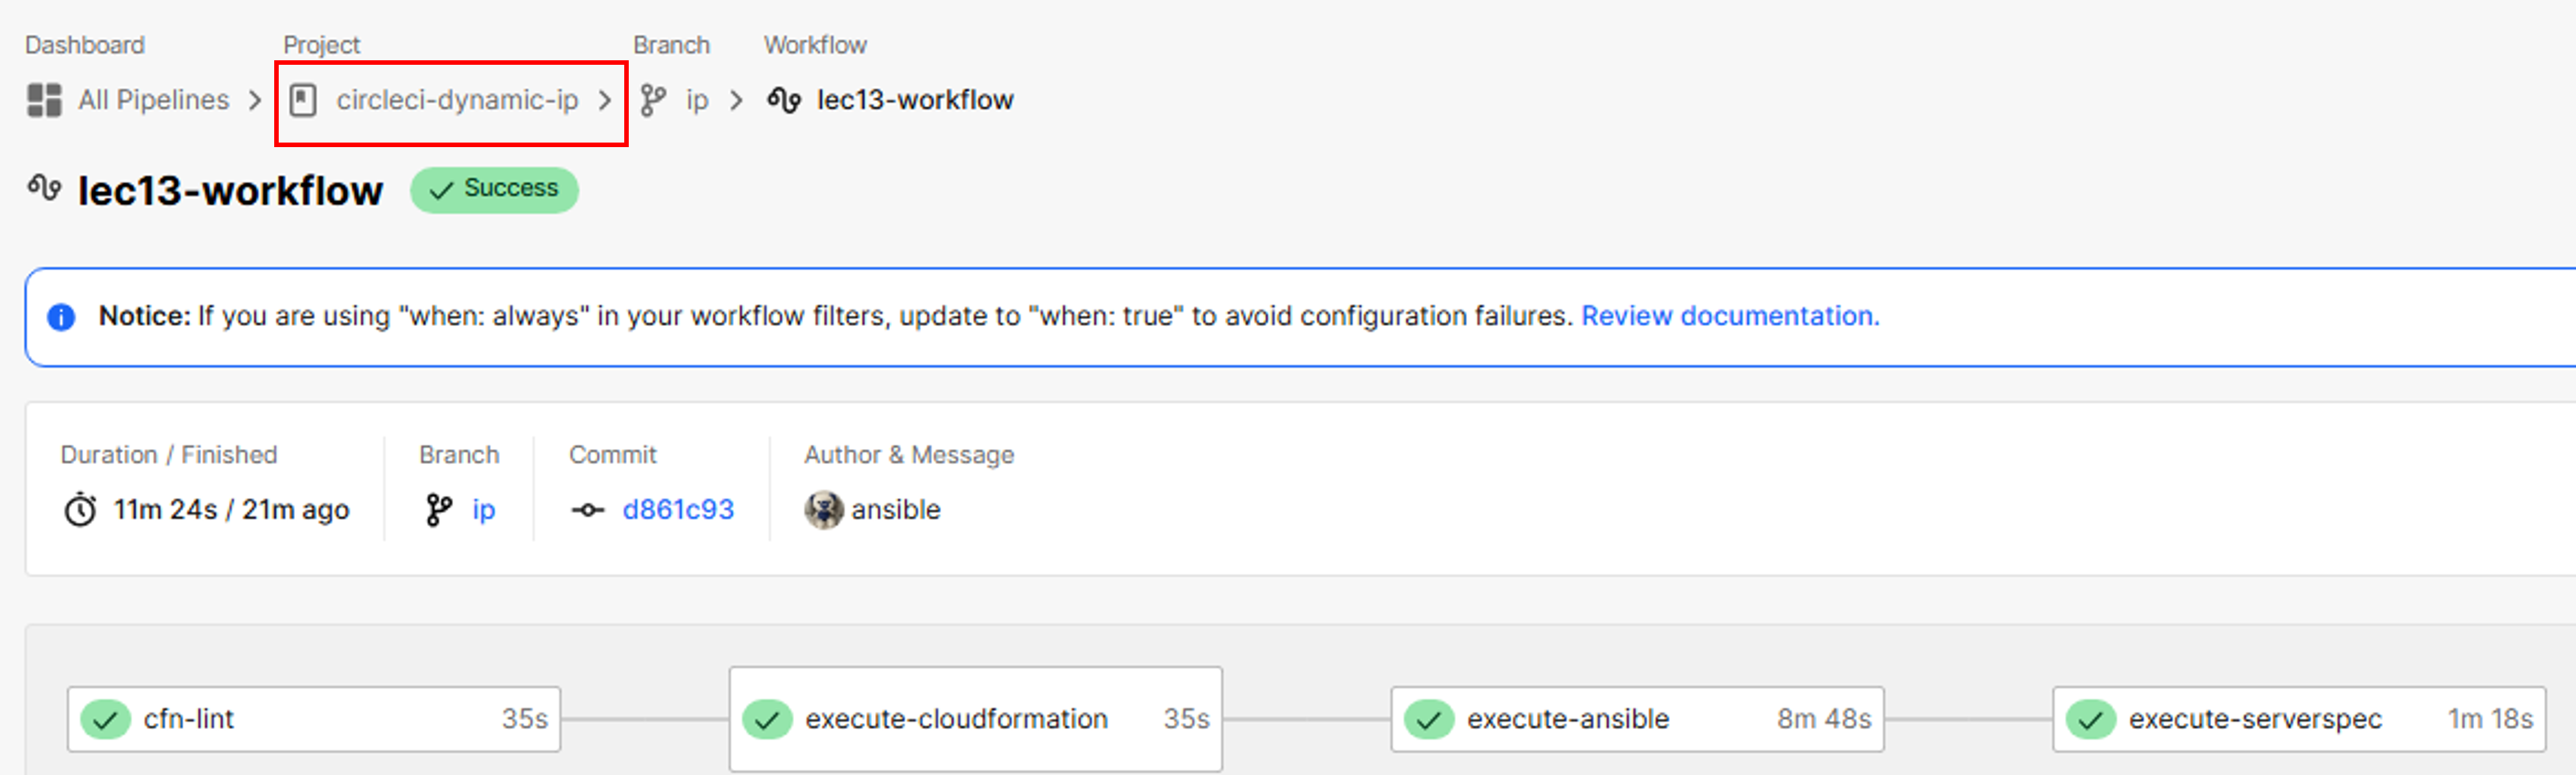 Dashboard Project Branch Workflow
All Pipelines circleci-dynamic-ip ip lec13-workflow
lec13-workflow Success
Notice: If you are using "when: always" in your workflow filters, update to "when: true" to avoid configuration failures. Review documentation.
Duration / Finished Branch Commit Author & Message
11m 24s / 21m ago ip d861c93 ansible
cfn-lint 35s execute-cloudformation 35s execute-ansible 8m 48s execute-serverspec 1m 18s